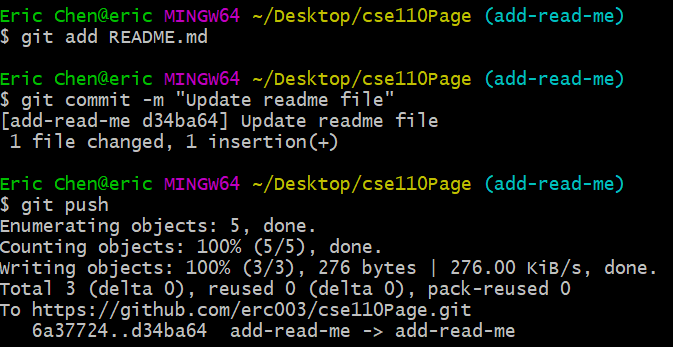 Eric Chen@eric MINGW64 ~/Desktop/cse110Page (add-read-me)
$ git add README.md
Eric Chen@eric MINGW64 ~/Desktop/cse110Page (add-read-me)
$ git commit -m "Update readme file"
[add-read-me d34ba64] Update readme file
 1 file changed, 1 insertion(+)
Eric Chen@eric MINGW64 ~/Desktop/cse110Page (add-read-me)
$ git push
Enumerating objects: 5, done.
Counting objects: 100% (5/5), done.
Writing objects: 100% (3/3), 276 bytes | 276.00 KiB/s, done.
Total 3 (delta 0), reused 0 (delta 0), pack-reused 0
To https://github.com/erc003/cse110Page.git
   6a37724..d34ba64  add-read-me -> add-read-me